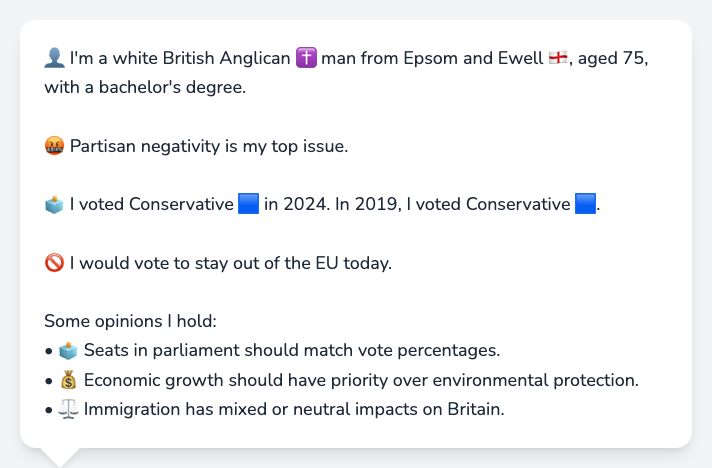 👤 I'm a white British Anglican ✝️ man from Epsom and Ewell 🏴󠁧󠁢󠁥󠁮󠁧󠁿, aged 75,
with a bachelor's degree.
🤬 Partisan negativity is my top issue.
🗳️ I voted Conservative 🟦 in 2024. In 2019, I voted Conservative 🟦.
🚫 I would vote to stay out of the EU today.
Some opinions I hold:
• 🗳️ Seats in parliament should match vote percentages.
• 💰 Economic growth should have priority over environmental protection.
• ⚖️ Immigration has mixed or neutral impacts on Britain.